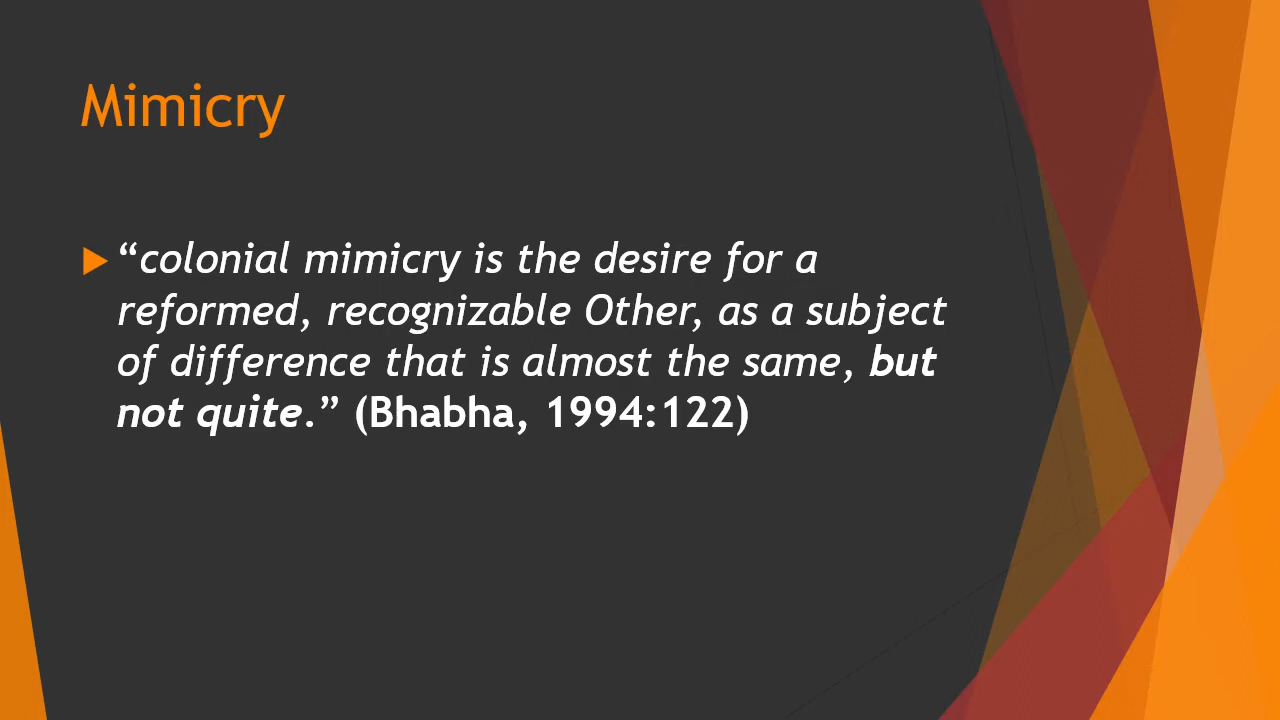 Mimicry
“colonial mimicry is the desire for a
reformed, recognizable Other, as a subject
of difference that is almost the same, but
not quite.” (Bhabha, 1994:122)